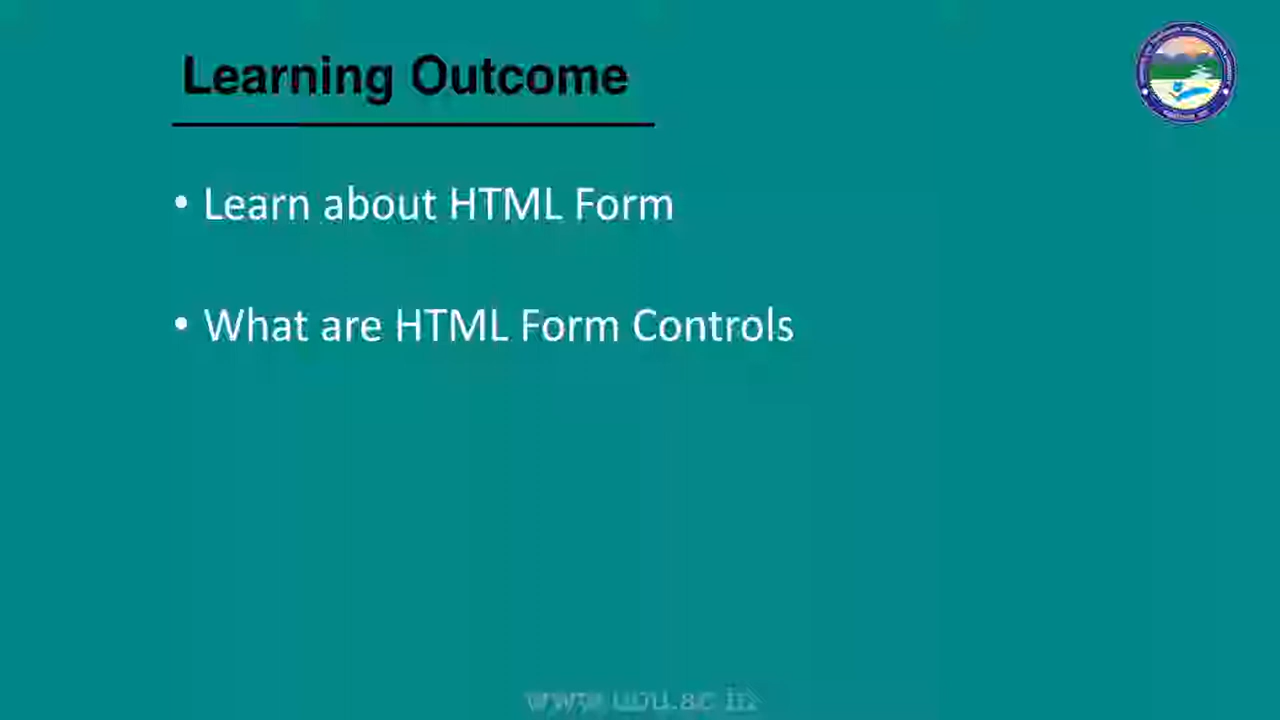 Learning Outcome
• Learn about HTML Form
• What are HTML Form Controls
www.uou.ac.in